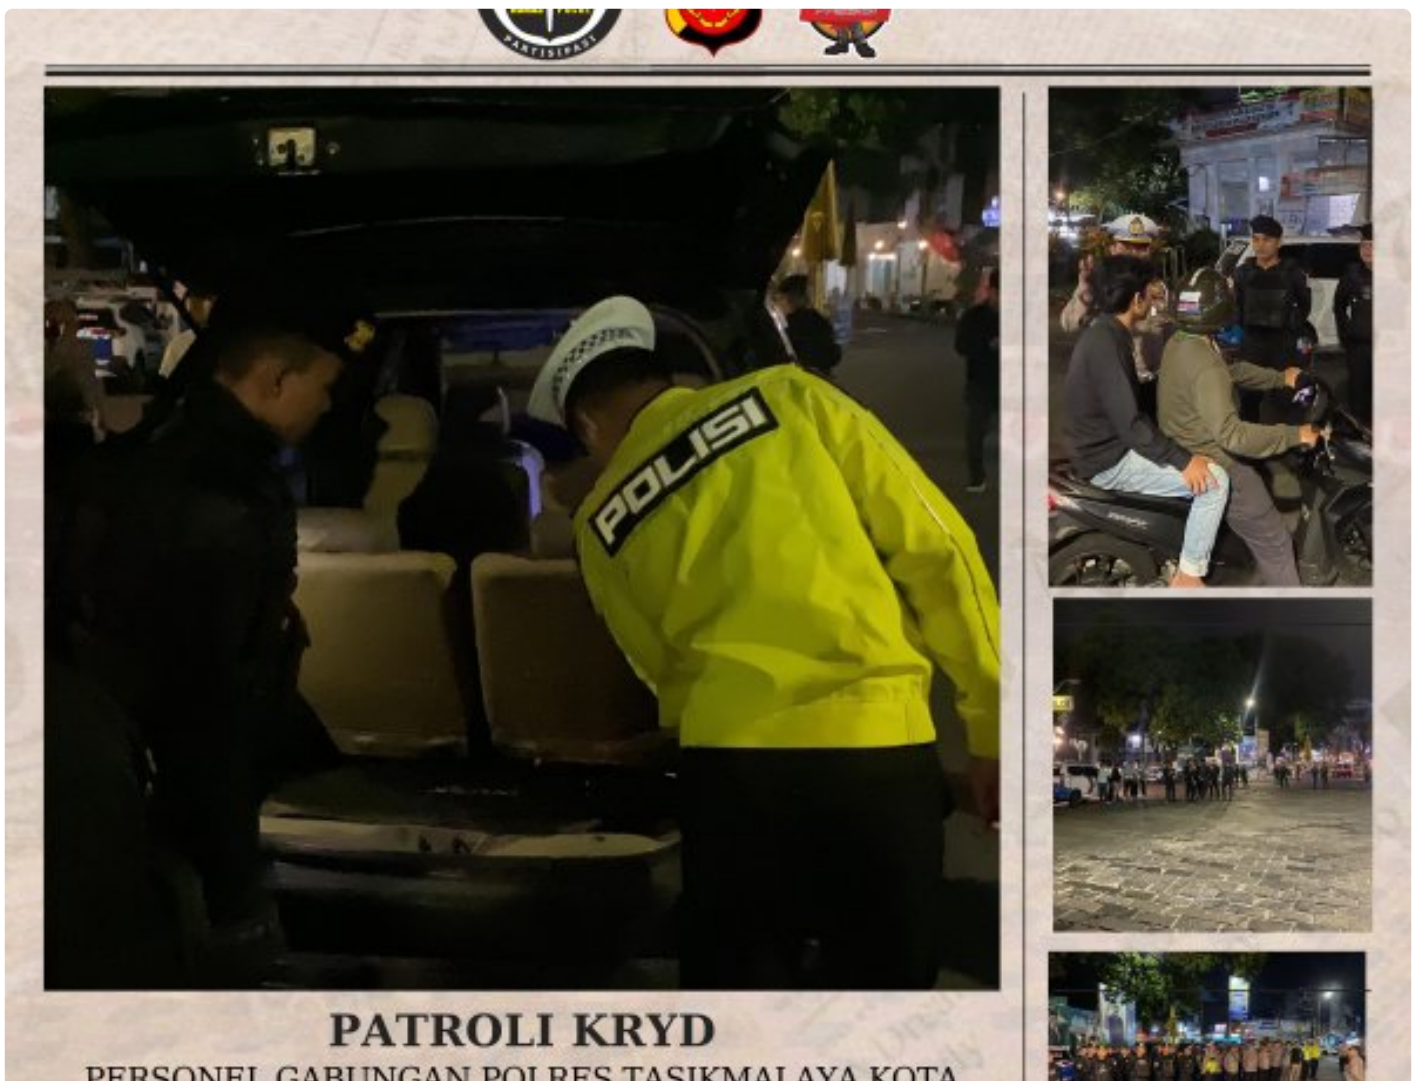 PARTISIPASI
POLISI
PATROLI KRYD
PERSONEL GABUNGAN POLRES TASIKMALAYA KOTA